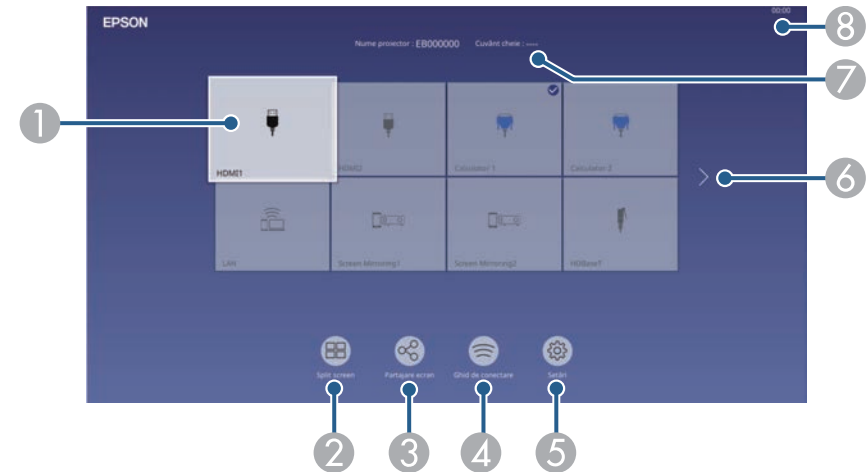 EPSON
00:00
Nume proiector : EB000000 Cuvânt cheie : ----
HDMI1
HDMI2
Calculator 1
Calculator 2
LAN
Screen Mirroring1
Screen Mirroring2
HDBaseT
Split screen
Partajare ecran
Ghid de conectare
Setări
1
2
3
4
5
6
7
8